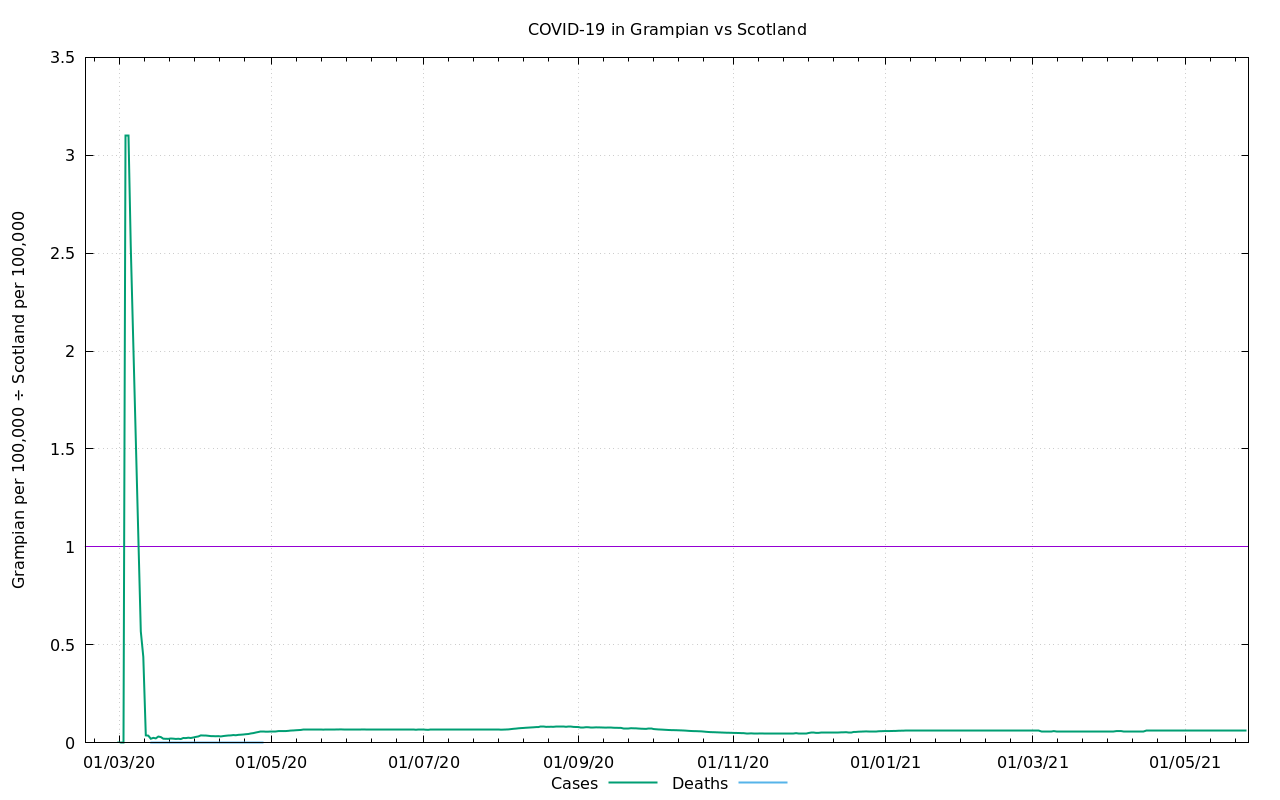 COVID-19 in Grampian vs Scotland
Grampian per 100,000 ÷ Scotland per 100,000
3.5
3
2.5
2
1.5
1
0.5
0
01/03/20 01/05/20 01/07/20 01/09/20 01/11/20 01/01/21 01/03/21 01/05/21
Cases Deaths